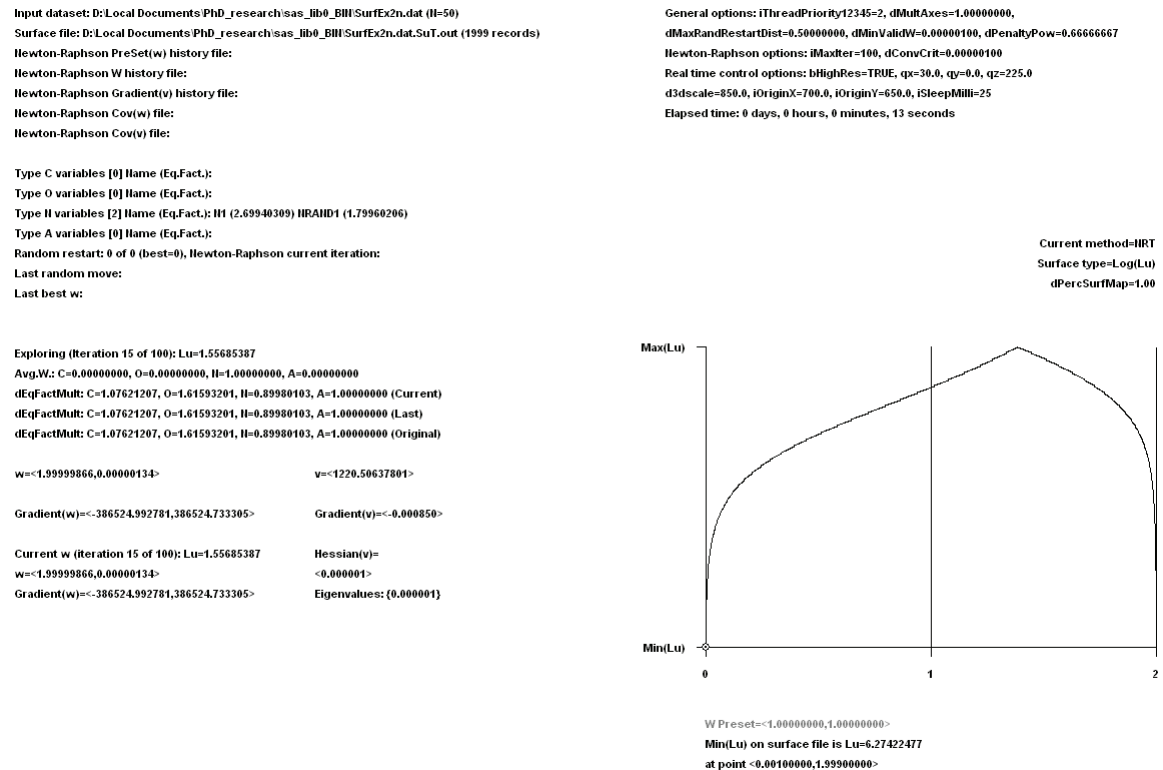 Input dataset: D:\Local Documents\PhD_research\sas_lib0_BIN\SurfEx2n.dat (N=50)
Surface file: D:\Local Documents\PhD_research\sas_lib0_BIN\SurfEx2n.dat.SuT.out (1999 records)
Newton-Raphson PreSet(w) history file:
Newton-Raphson W history file:
Newton-Raphson Gradient(v) history file:
Newton-Raphson Cov(w) file:
Newton-Raphson Cov(v) file:
General options: iThreadPriority12345=2, dMultAxes=1.00000000,
dMaxRandRestartDist=0.50000000, dMinValidW=0.00000100, dPenaltyPow=0.66666667
Newton-Raphson options: iMaxIter=100, dConvCrit=0.00000100
Real time control options: bHighRes=TRUE, qx=30.0, qy=0.0, qz=225.0
d3dscale=850.0, iOriginX=700.0, iOriginY=650.0, iSleepMilli=25
Elapsed time: 0 days, 0 hours, 0 minutes, 13 seconds
Type C variables [0] Name (Eq.Fact.):
Type O variables [0] Name (Eq.Fact.):
Type N variables [2] Name (Eq.Fact.): N1 (2.69940309) NRAND1 (1.79960206)
Type A variables [0] Name (Eq.Fact.):
Random restart: 0 of 0 (best=0), Newton-Raphson current iteration:
Last random move:
Last best w:
Current method=NRT
Surface type=Log(Lu)
dPercSurfMap=1.00
Exploring (Iteration 15 of 100): Lu=1.55685387
Avg.W.: C=0.00000000, O=0.00000000, N=1.00000000, A=0.00000000
dEqFactMult: C=1.07621207, O=1.61593201, N=0.89980103, A=1.00000000 (Current)
dEqFactMult: C=1.07621207, O=1.61593201, N=0.89980103, A=1.00000000 (Last)
dEqFactMult: C=1.07621207, O=1.61593201, N=0.89980103, A=1.00000000 (Original)
w=<1.99999866,0.00000134> v=<1220.50637801>
Gradient(w)=<-386524.992781,386524.733305> Gradient(v)=<-0.000850>
Current w (iteration 15 of 100): Lu=1.55685387 Hessian(v)=
w=<1.99999866,0.00000134> <0.000001>
Gradient(w)=<-386524.992781,386524.733305> Eigenvalues: {0.000001}
Max(Lu)
Min(Lu)
0 1 2
W Preset=<1.00000000,1.00000000>
Min(Lu) on surface file is Lu=6.27422477
at point <0.00100000,1.99900000>